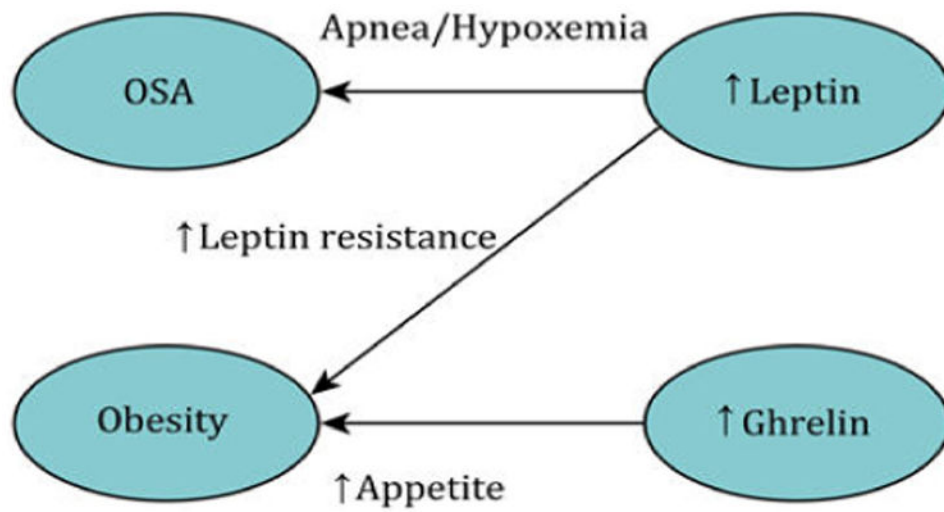 Apnea/Hypoxemia
OSA
↑Leptin
↑Leptin resistance
Obesity
↑Ghrelin
↑Appetite